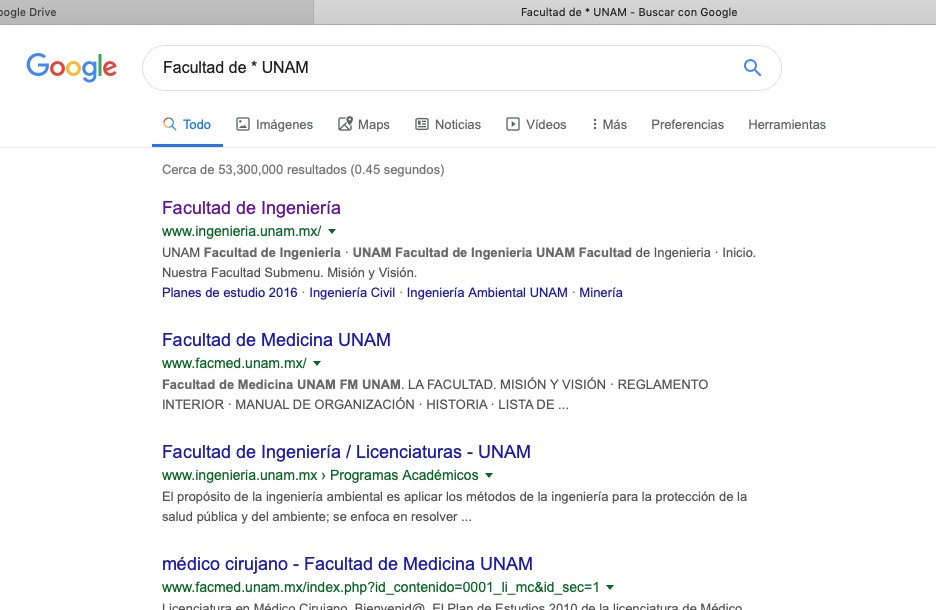 oogle Drive
Facultad de * UNAM - Buscar con Google
Google
Facultad de * UNAM
Todo
Imágenes
Maps
Noticias
Vídeos
Más
Preferencias
Herramientas
Cerca de 53,300,000 resultados (0.45 segundos)
Facultad de Ingeniería
www.ingenieria.unam.mx/
UNAM Facultad de Ingenieria · UNAM Facultad de Ingenieria UNAM Facultad de Ingenieria · Inicio.
Nuestra Facultad Submenu. Misión y Visión.
Planes de estudio 2016 · Ingeniería Civil · Ingeniería Ambiental UNAM · Minería
Facultad de Medicina UNAM
www.facmed.unam.mx/
Facultad de Medicina UNAM FM UNAM. LA FACULTAD. MISIÓN Y VISIÓN · REGLAMENTO
INTERIOR · MANUAL DE ORGANIZACIÓN · HISTORIA · LISTA DE ...
Facultad de Ingeniería / Licenciaturas - UNAM
www.ingenieria.unam.mx › Programas Académicos
El propósito de la ingeniería ambiental es aplicar los métodos de la ingeniería para la protección de la
salud pública y del ambiente; se enfoca en resolver ...
médico cirujano - Facultad de Medicina UNAM
www.facmed.unam.mx/index.php?id_contenido=0001_li_mc&id_sec=1
Licenciatura en Médico Cirujano. Bienvenid@. El Plan de Estudios 2010 de la licenciatura de Médico